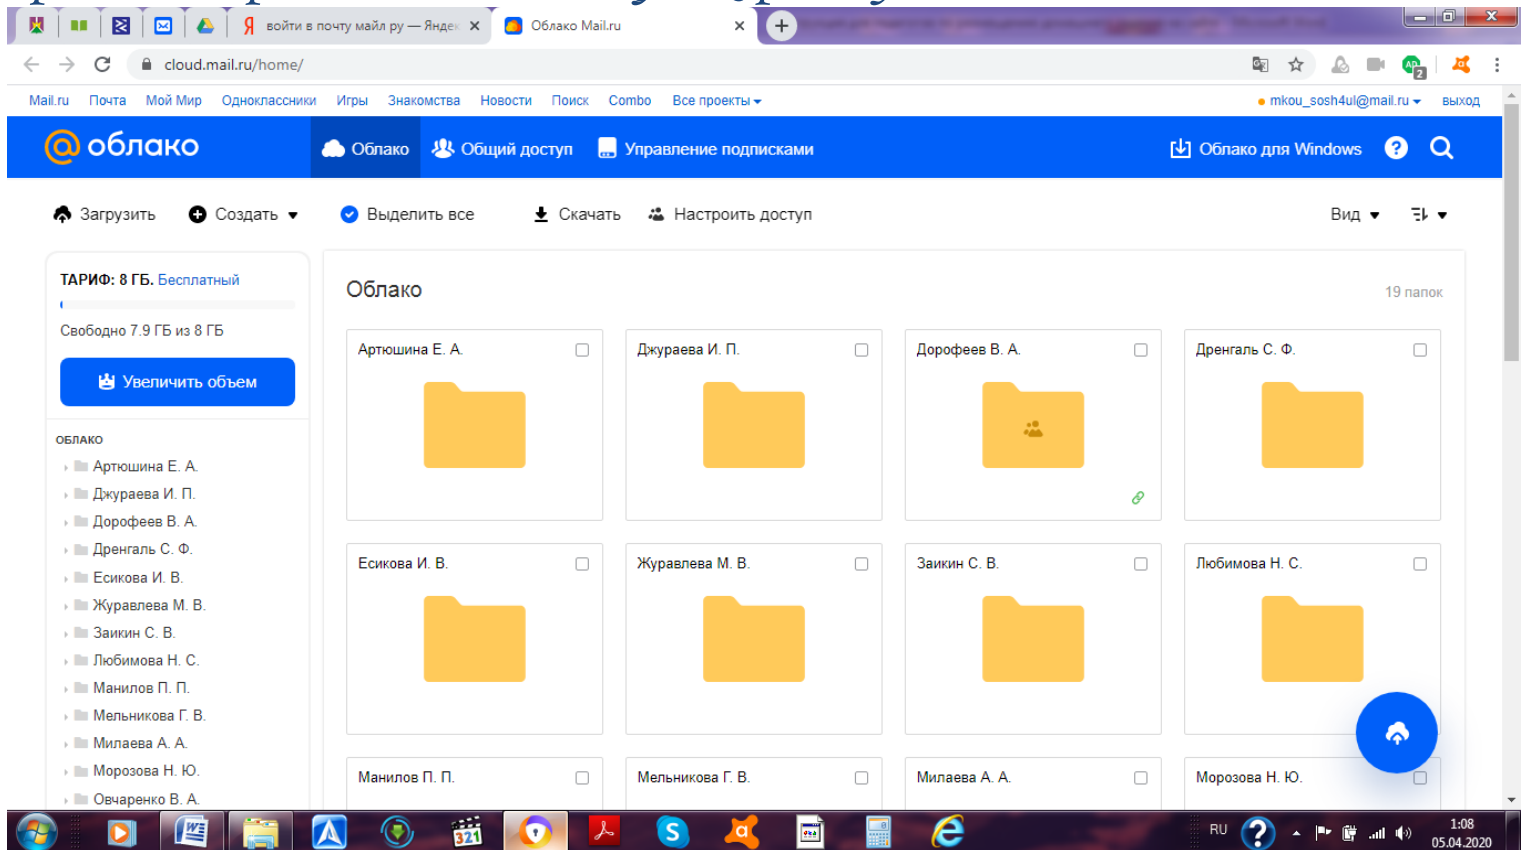 войти в почту майл ру — Яндек
Облако Mail.ru
cloud.mail.ru/home/
Mail.ru Почта Мой Мир Одноклассники Игры Знакомства Новости Поиск Combo Все проекты
mkou_sosh4ul@mail.ru выход
облако
Облако Общий доступ Управление подписками
Облако для Windows ?
Загрузить Создать Выделить все Скачать Настроить доступ
Вид
ТАРИФ: 8 ГБ. Бесплатный
Свободно 7.9 ГБ из 8 ГБ
Увеличить объем
ОБЛАКО
Артюшина Е. А.
Джураева И. П.
Дорофеев В. А.
Дренгаль С. Ф.
Есикова И. В.
Журавлева М. В.
Заикин С. В.
Любимова Н. С.
Манилов П. П.
Мельникова Г. В.
Милаева А. А.
Морозова Н. Ю.
Овчаренко В. А.
Облако
19 папок
Артюшина Е. А. Джураева И. П. Дорофеев В. А. Дренгаль С. Ф.
Есикова И. В. Журавлева М. В. Заикин С. В. Любимова Н. С.
Манилов П. П. Мельникова Г. В. Милаева А. А. Морозова Н. Ю.
RU
1:08
05.04.2020